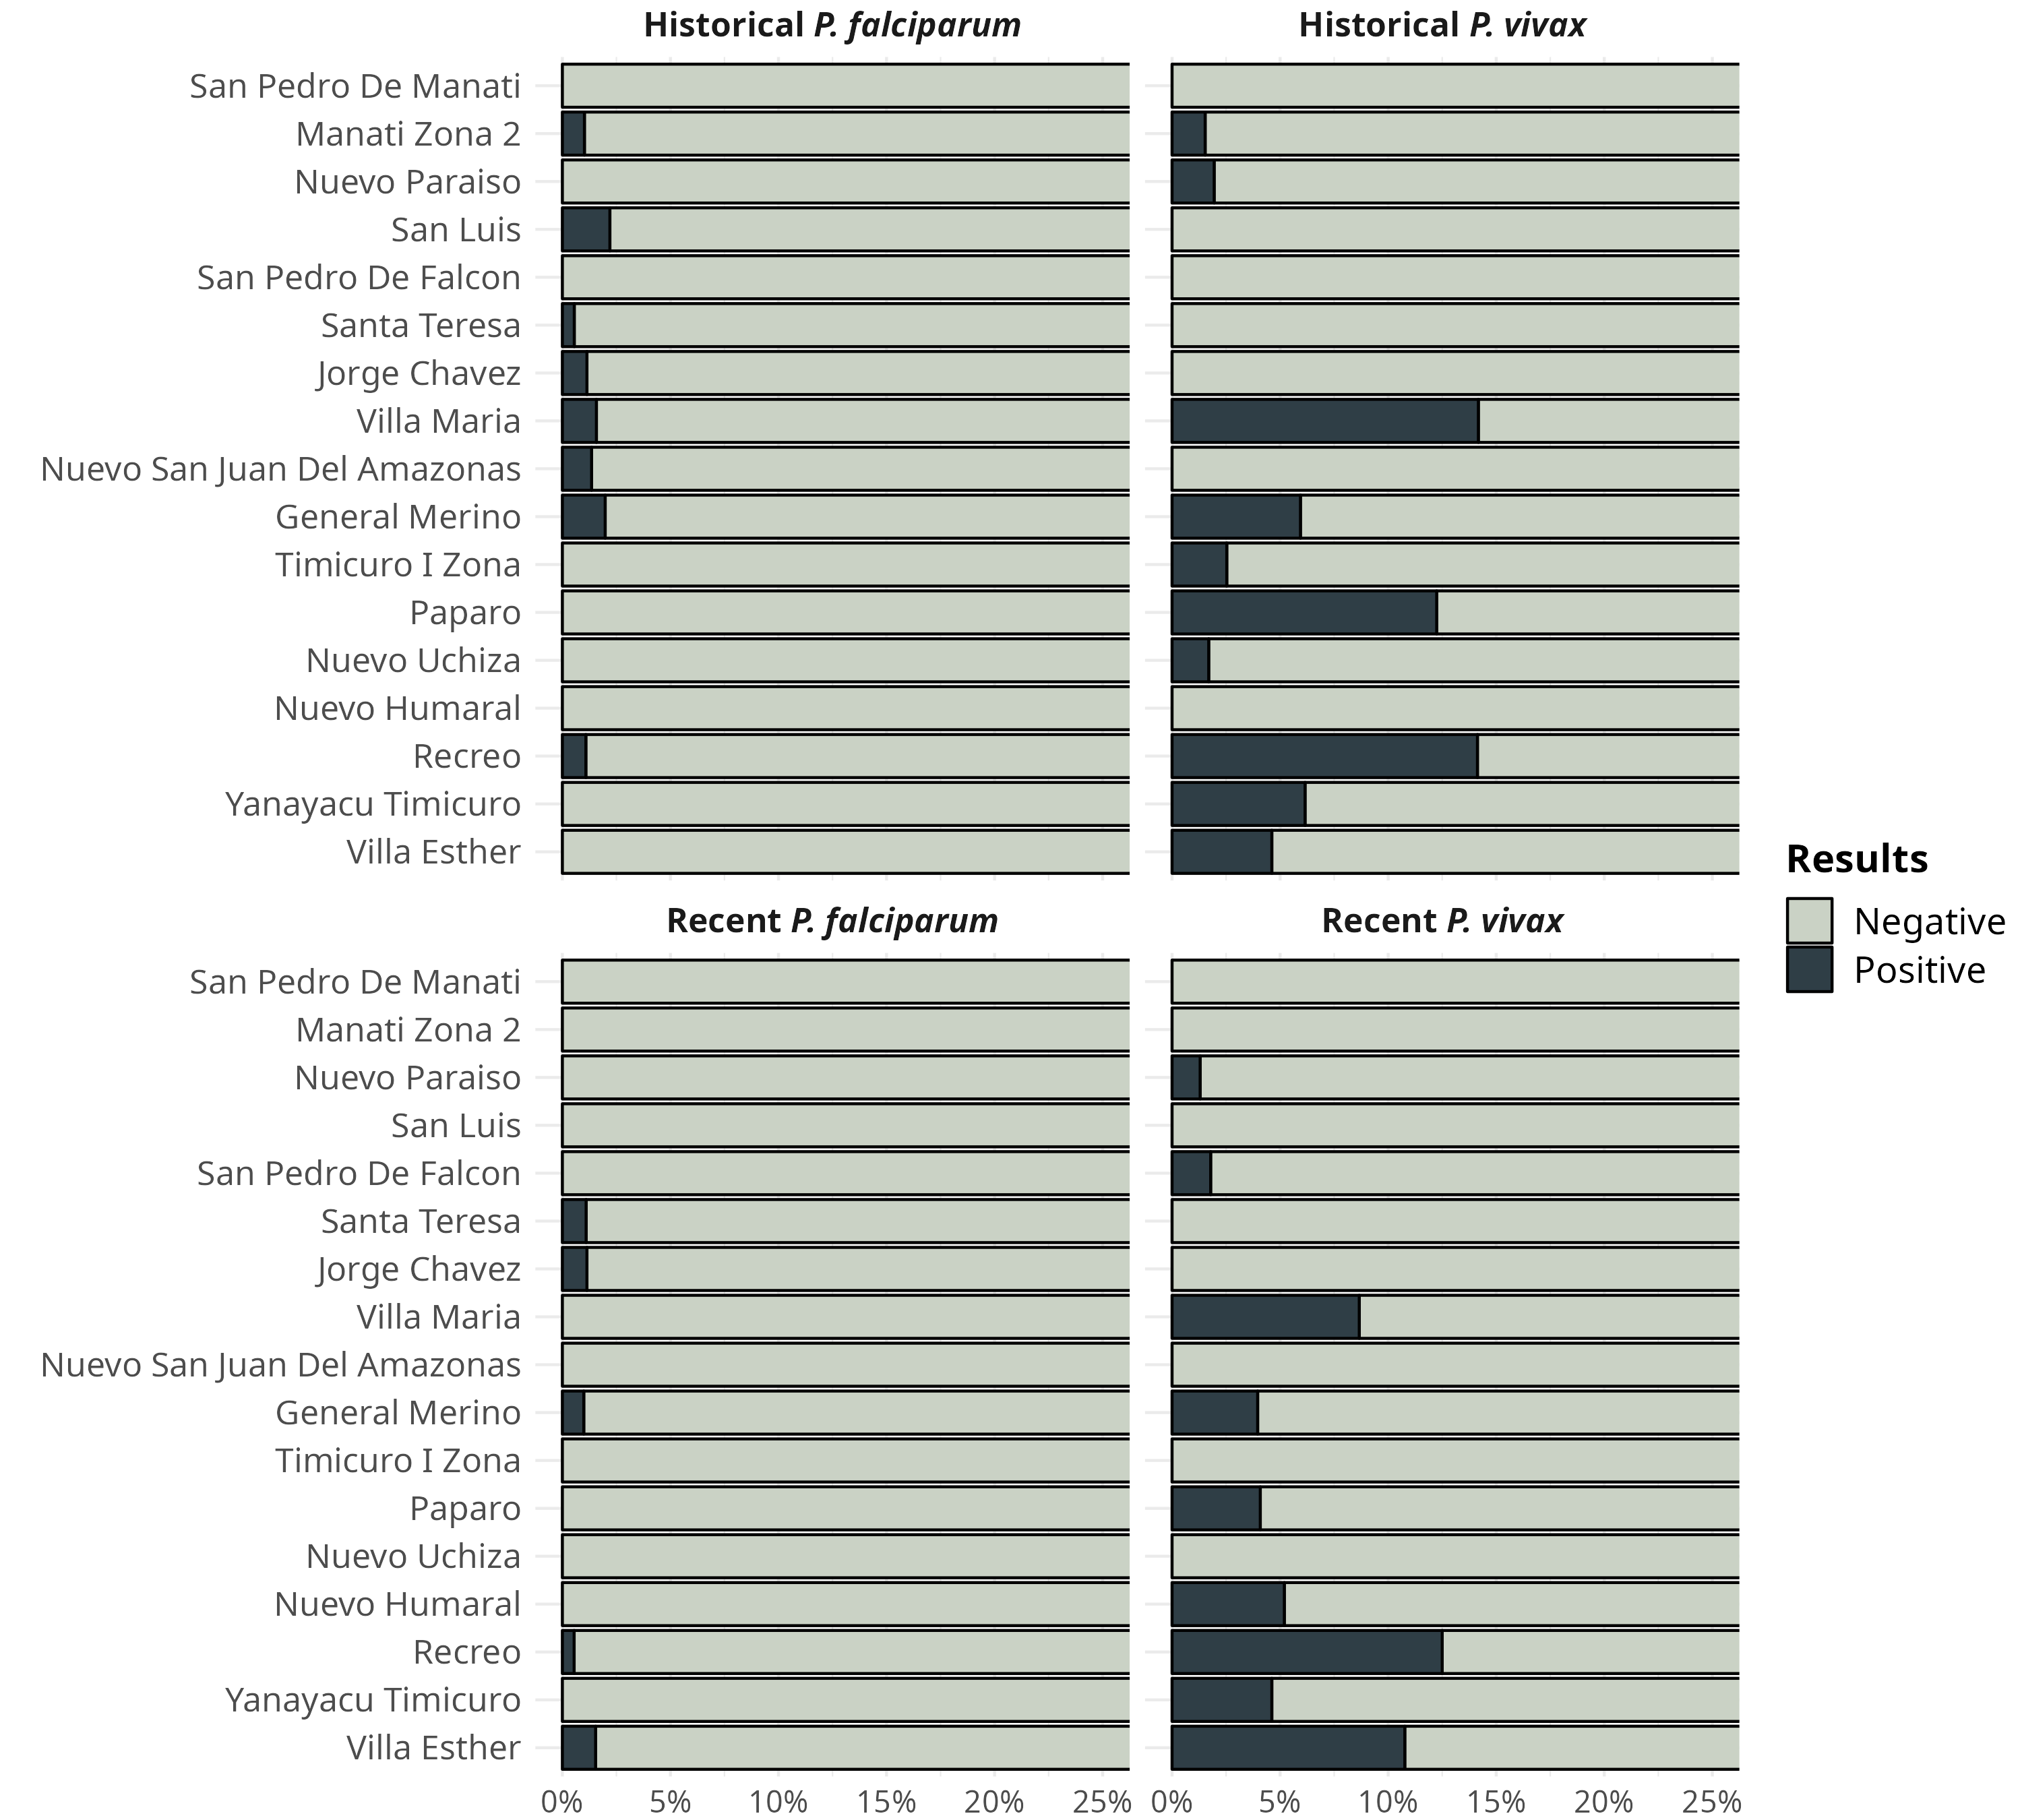 Historical P. falciparum
Historical P. vivax
San Pedro De Manati
Manati Zona 2
Nuevo Paraiso
San Luis
San Pedro De Falcon
Santa Teresa
Jorge Chavez
Villa Maria
Nuevo San Juan Del Amazonas
General Merino
Timicuro I Zona
Paparo
Nuevo Uchiza
Nuevo Humaral
Recreo
Yanayacu Timicuro
Villa Esther
Recent P. falciparum
Recent P. vivax
San Pedro De Manati
Manati Zona 2
Nuevo Paraiso
San Luis
San Pedro De Falcon
Santa Teresa
Jorge Chavez
Villa Maria
Nuevo San Juan Del Amazonas
General Merino
Timicuro I Zona
Paparo
Nuevo Uchiza
Nuevo Humaral
Recreo
Yanayacu Timicuro
Villa Esther
0% 5% 10% 15% 20% 25%
0% 5% 10% 15% 20% 25%
Results
Negative
Positive